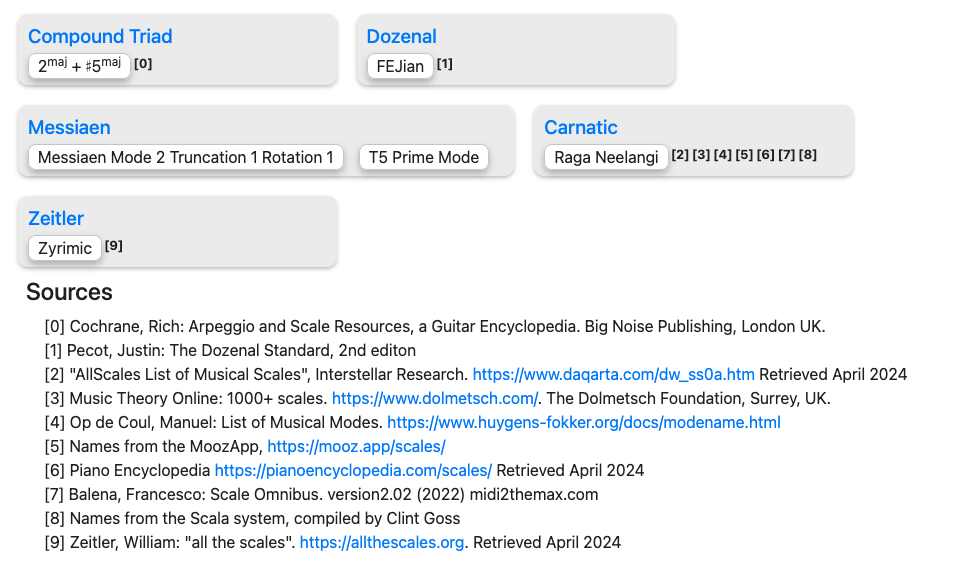 Compound Triad
2maj + ♯5maj [0]
Dozenal
FEJian [1]
Messiaen
Messiaen Mode 2 Truncation 1 Rotation 1 T5 Prime Mode
Carnatic
Raga Neelangi [2] [3] [4] [5] [6] [7] [8]
Zeitler
Zyrimic [9]
Sources
[0] Cochrane, Rich: Arpeggio and Scale Resources, a Guitar Encyclopedia. Big Noise Publishing, London UK.
[1] Pecot, Justin: The Dozenal Standard, 2nd editon
[2] "AllScales List of Musical Scales", Interstellar Research. https://www.daqarta.com/dw_ss0a.htm Retrieved April 2024
[3] Music Theory Online: 1000+ scales. https://www.dolmetsch.com/. The Dolmetsch Foundation, Surrey, UK.
[4] Op de Coul, Manuel: List of Musical Modes. https://www.huygens-fokker.org/docs/modename.html
[5] Names from the MoozApp, https://mooz.app/scales/
[6] Piano Encyclopedia https://pianoencyclopedia.com/scales/ Retrieved April 2024
[7] Balena, Francesco: Scale Omnibus. version2.02 (2022) midi2themax.com
[8] Names from the Scala system, compiled by Clint Goss
[9] Zeitler, William: "all the scales". https://allthescales.org. Retrieved April 2024